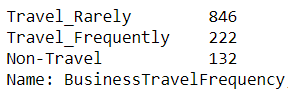 Travel_Rarely 846
Travel_Frequently 222
Non-Travel 132
Name: BusinessTravelFrequency,